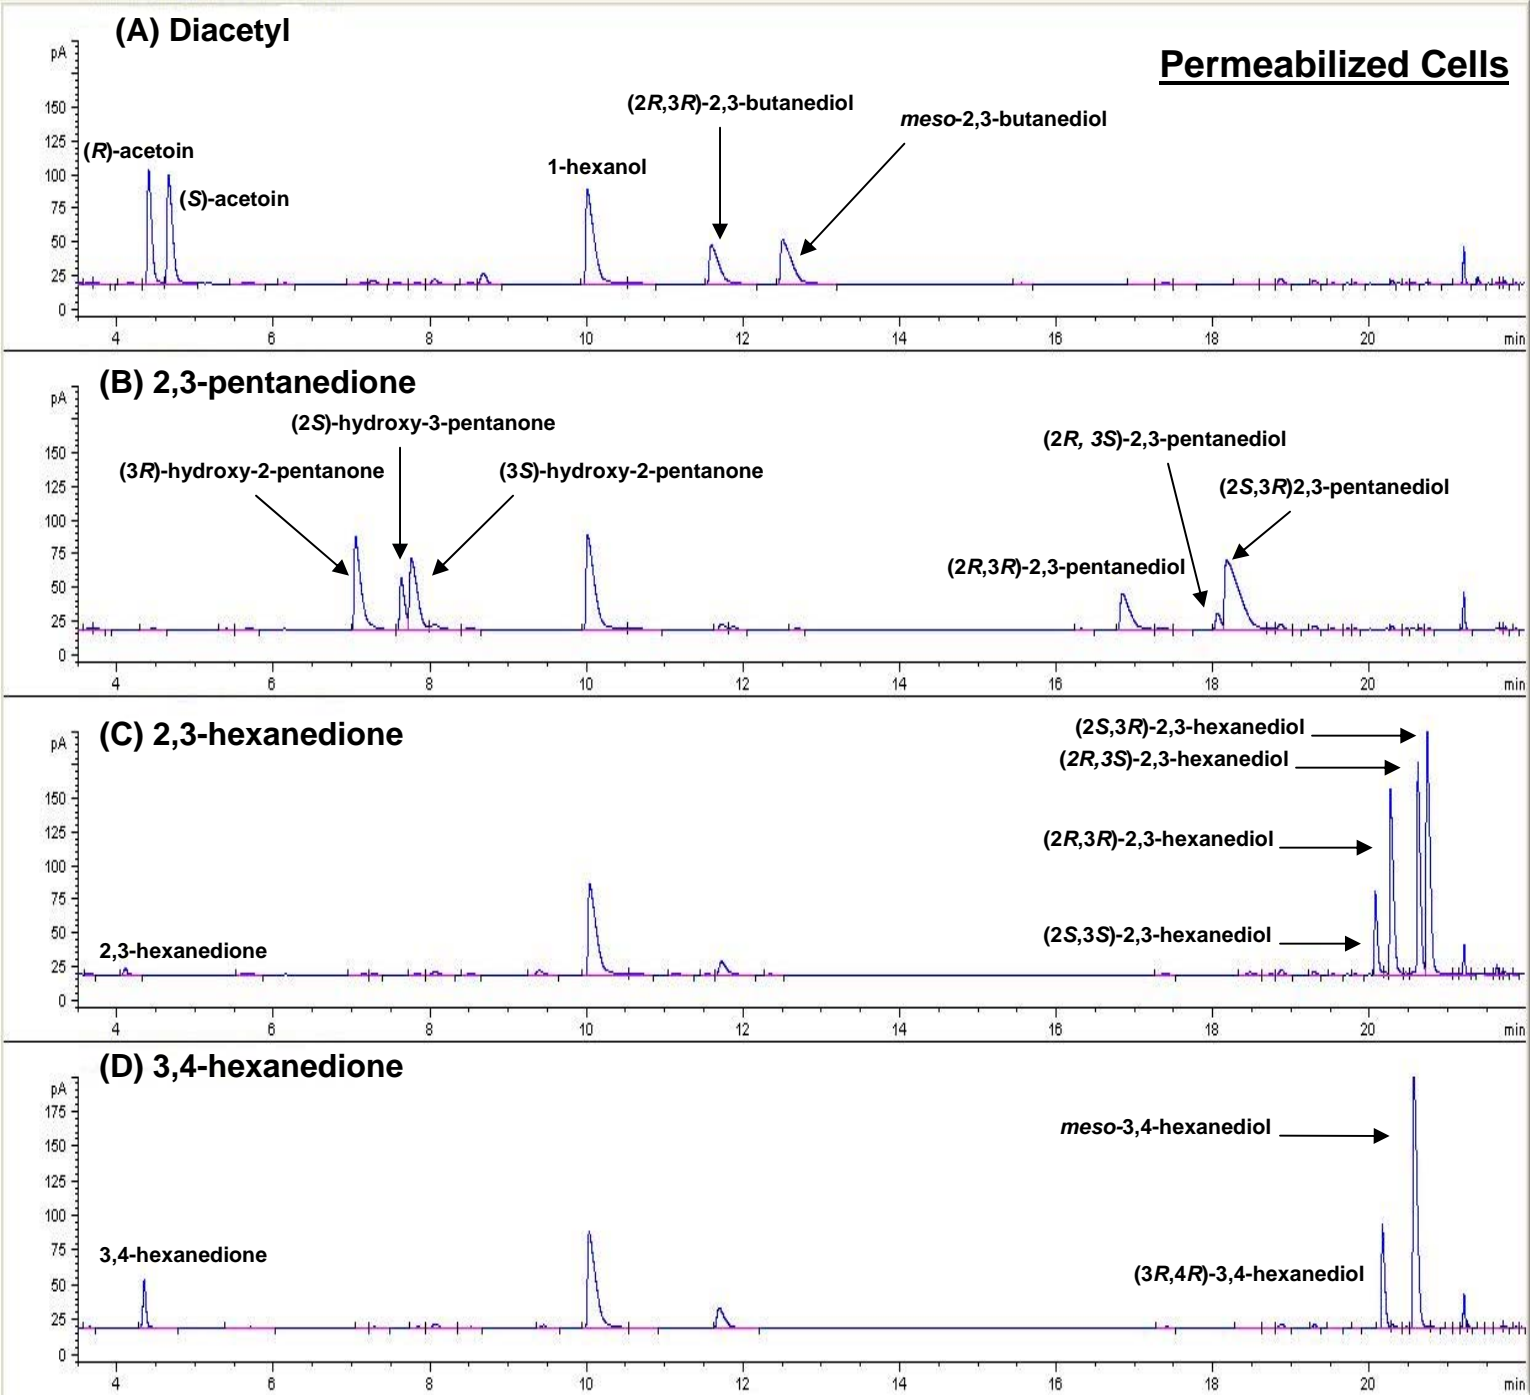 (A) Diacetyl
Permeabilized Cells
pA
150
125
100
75
50
25
0
(R)-acetoin
(S)-acetoin
1-hexanol
(2R,3R)-2,3-butanediol
meso-2,3-butanediol
4 6 8 10 12 14 16 18 20 min
(B) 2,3-pentanedione
pA
150
125
100
75
50
25
0
(2S)-hydroxy-3-pentanone
(3R)-hydroxy-2-pentanone
(3S)-hydroxy-2-pentanone
(2R, 3S)-2,3-pentanediol
(2S,3R)2,3-pentanediol
(2R,3R)-2,3-pentanediol
4 6 8 10 12 14 16 18 20 min
(C) 2,3-hexanedione
pA
150
125
100
75
50
25
0
(2S,3R)-2,3-hexanediol
(2R,3S)-2,3-hexanediol
(2R,3R)-2,3-hexanediol
(2S,3S)-2,3-hexanediol
2,3-hexanedione
4 6 8 10 12 14 16 18 20 min
(D) 3,4-hexanedione
pA
175
150
125
100
75
50
25
0
meso-3,4-hexanediol
3,4-hexanedione
(3R,4R)-3,4-hexanediol
4 6 8 10 12 14 16 18 20 min